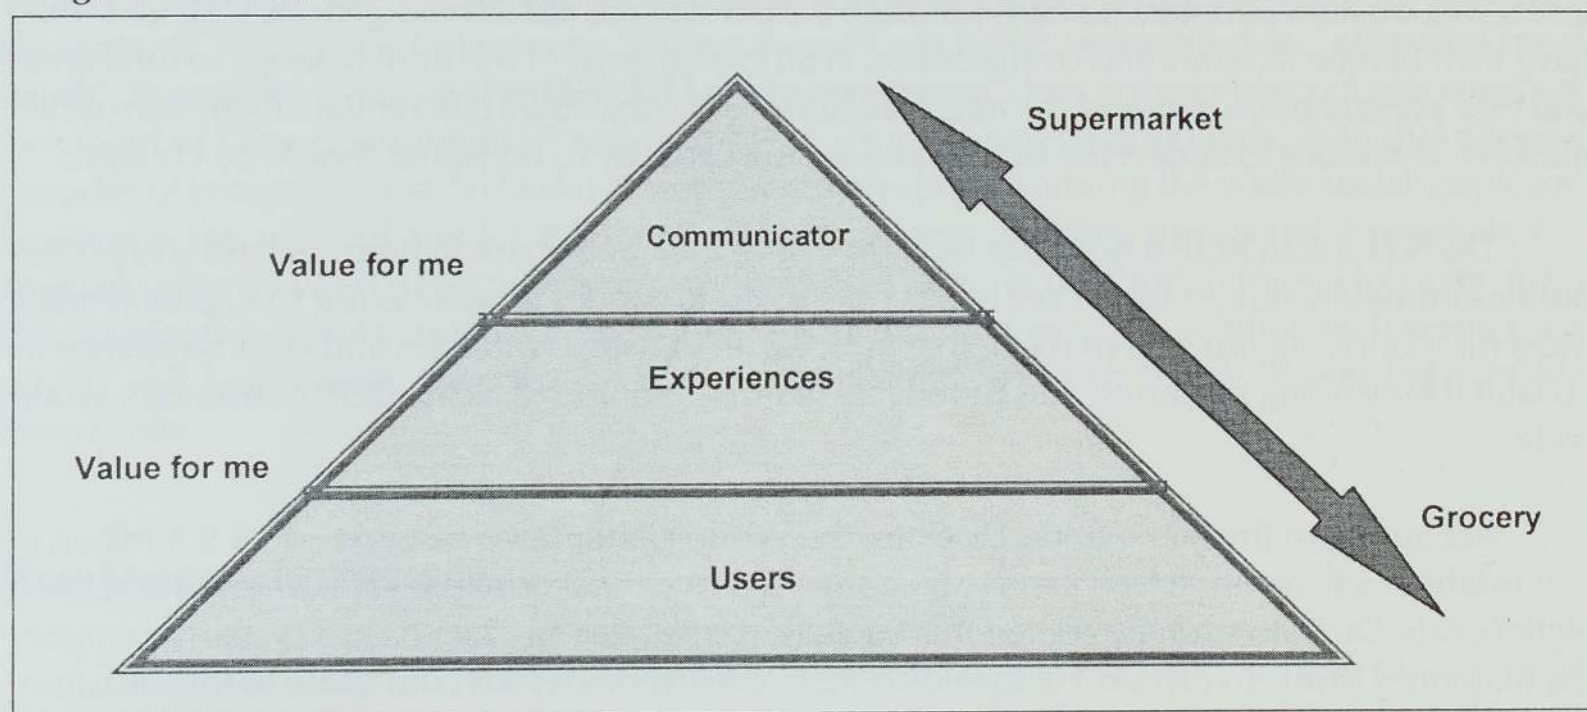 Supermarket
Communicator
Value for me
Experiences
Value for me
Grocery
Users